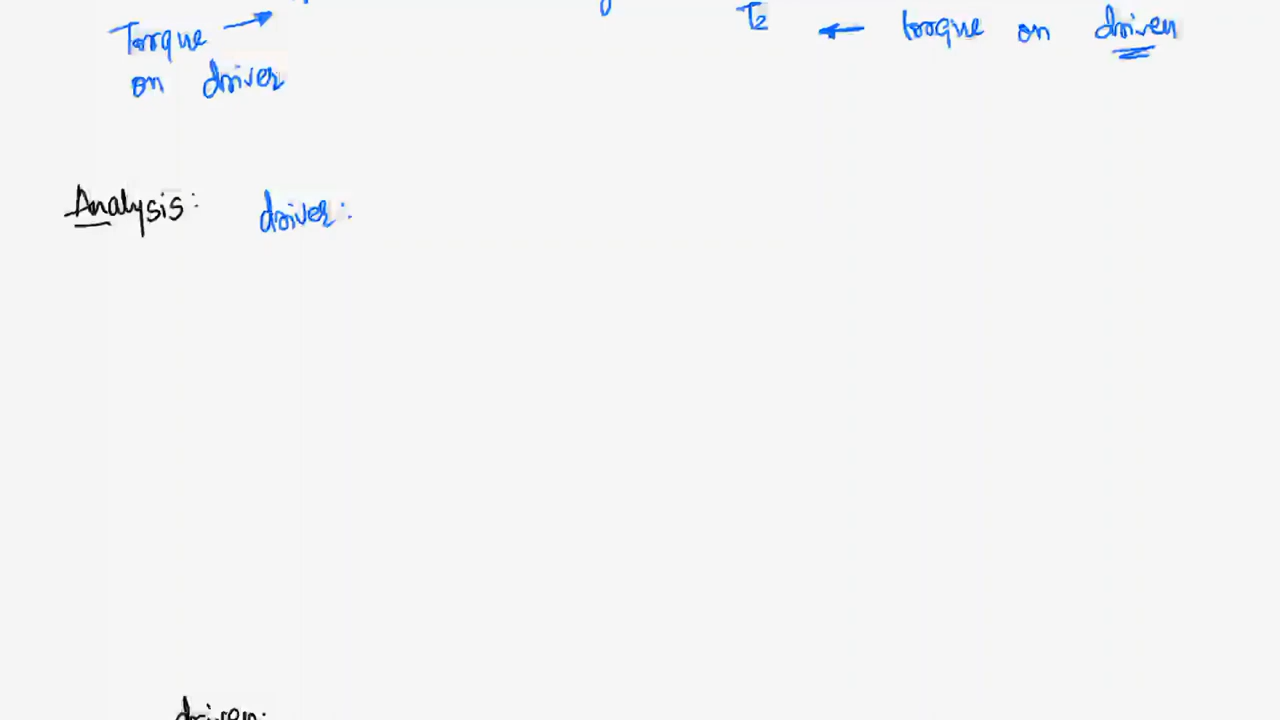 Torque → T2 ← torque on driven
on driver
Analysis: driver:
driven: